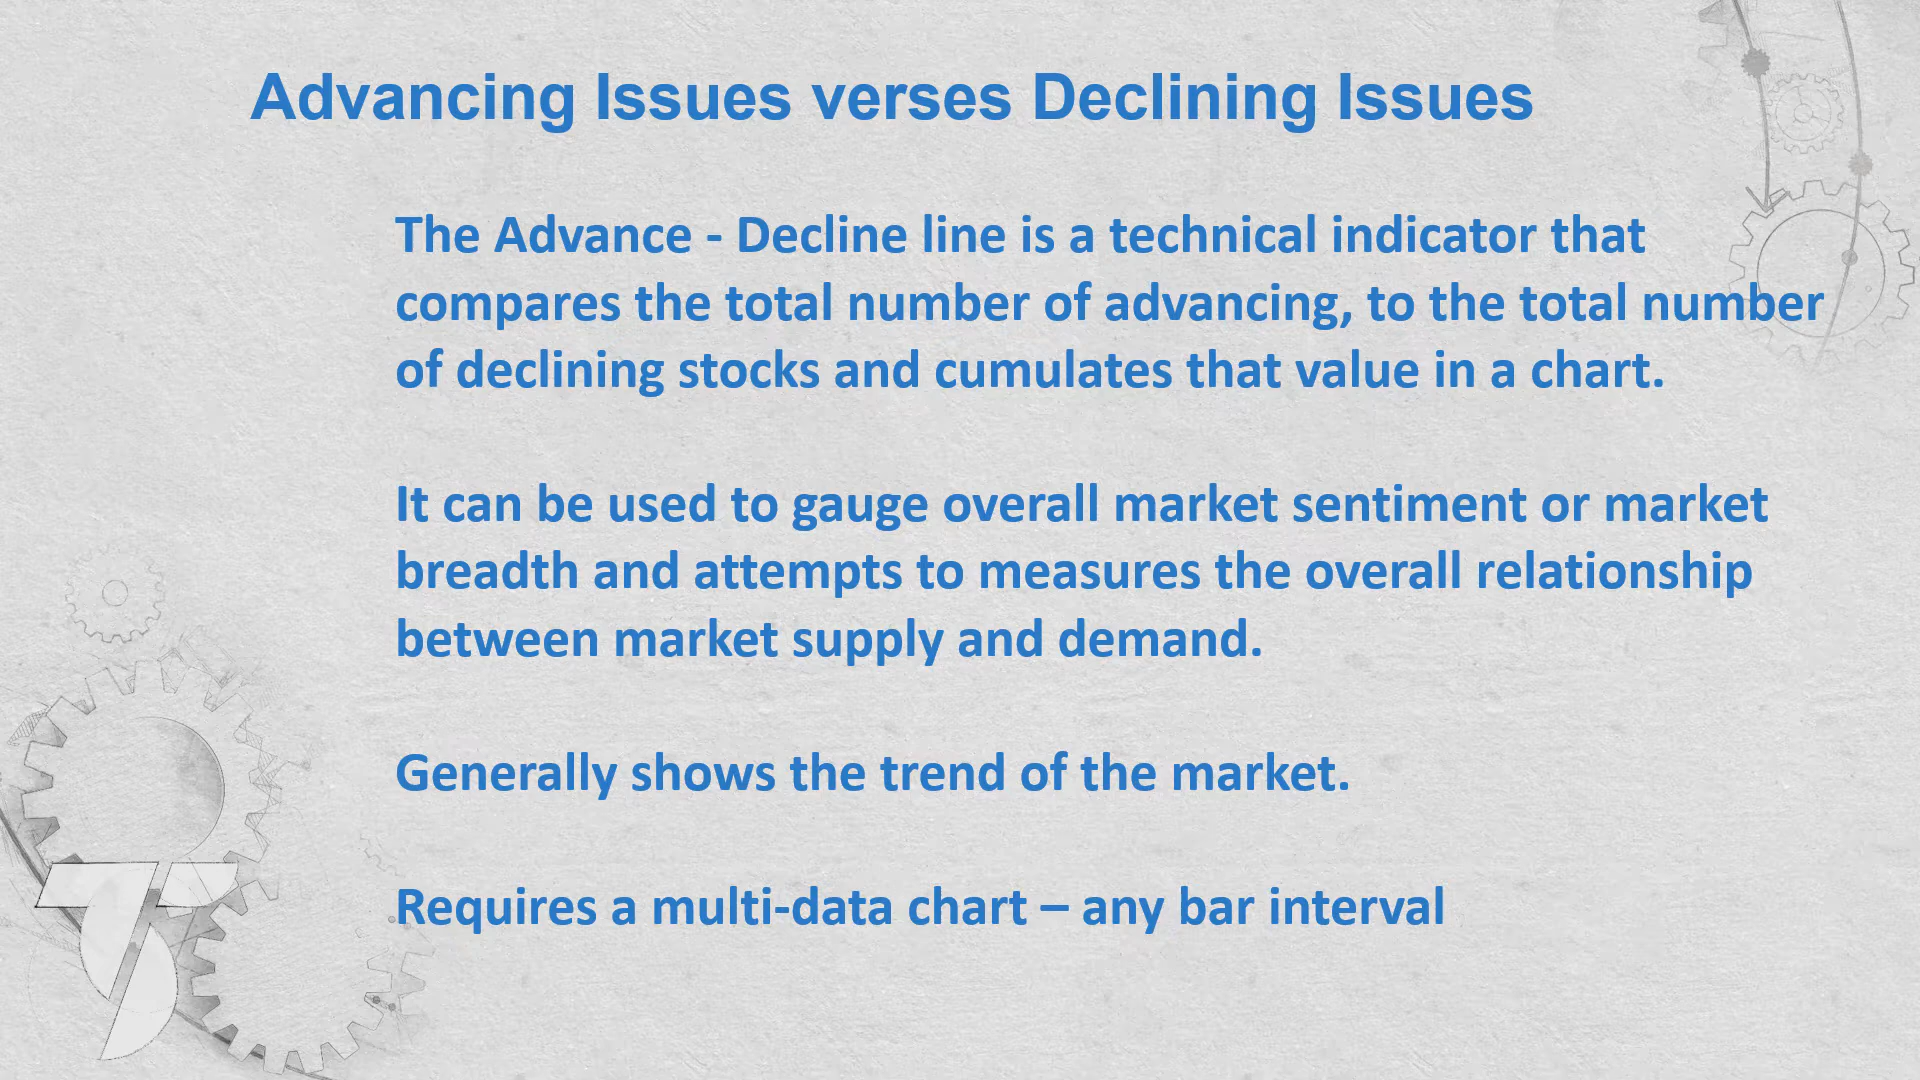 Advancing Issues verses Declining Issues
The Advance - Decline line is a technical indicator that
compares the total number of advancing, to the total number
of declining stocks and cumulates that value in a chart.
It can be used to gauge overall market sentiment or market
breadth and attempts to measures the overall relationship
between market supply and demand.
Generally shows the trend of the market.
Requires a multi-data chart – any bar interval